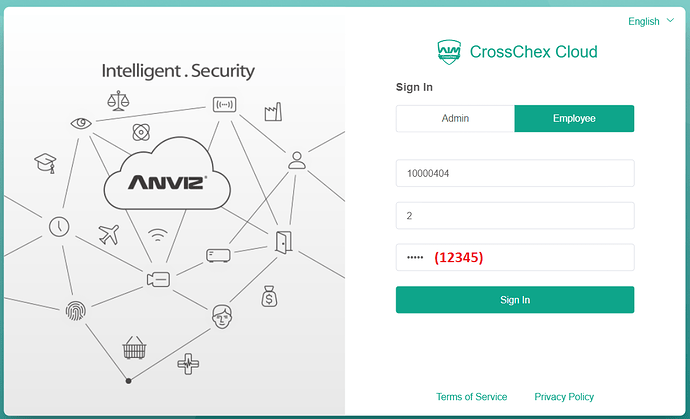 English
CrossChex Cloud
Intelligent . Security
ANVIZ
Sign In
Admin
Employee
10000404
2
••••• (12345)
Sign In
Terms of Service
Privacy Policy